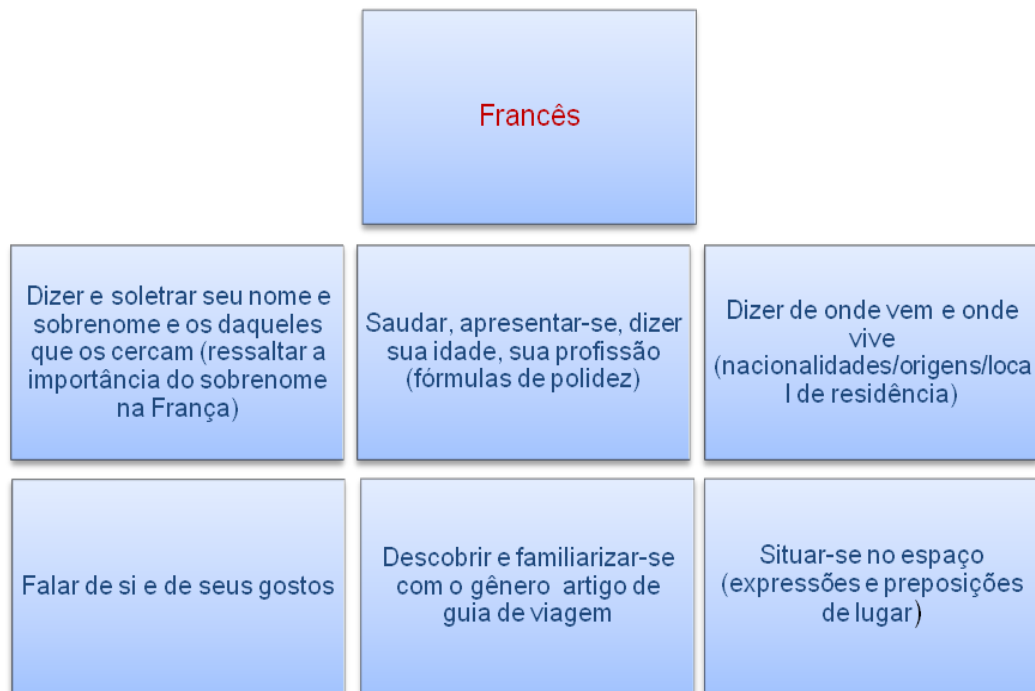 Francês
Dizer e soletrar seu nome e
sobrenome e os daqueles
que os cercam (ressaltar a
importância do sobrenome
na França)
Saudar, apresentar-se, dizer
sua idade, sua profissão
(fórmulas de polidez)
Dizer de onde vem e onde
vive
(nacionalidades/origens/loca
l de residência)
Falar de si e de seus gostos
Descobrir e familiarizar-se
com o gênero artigo de
guia de viagem
Situar-se no espaço
(expressões e preposições
de lugar)